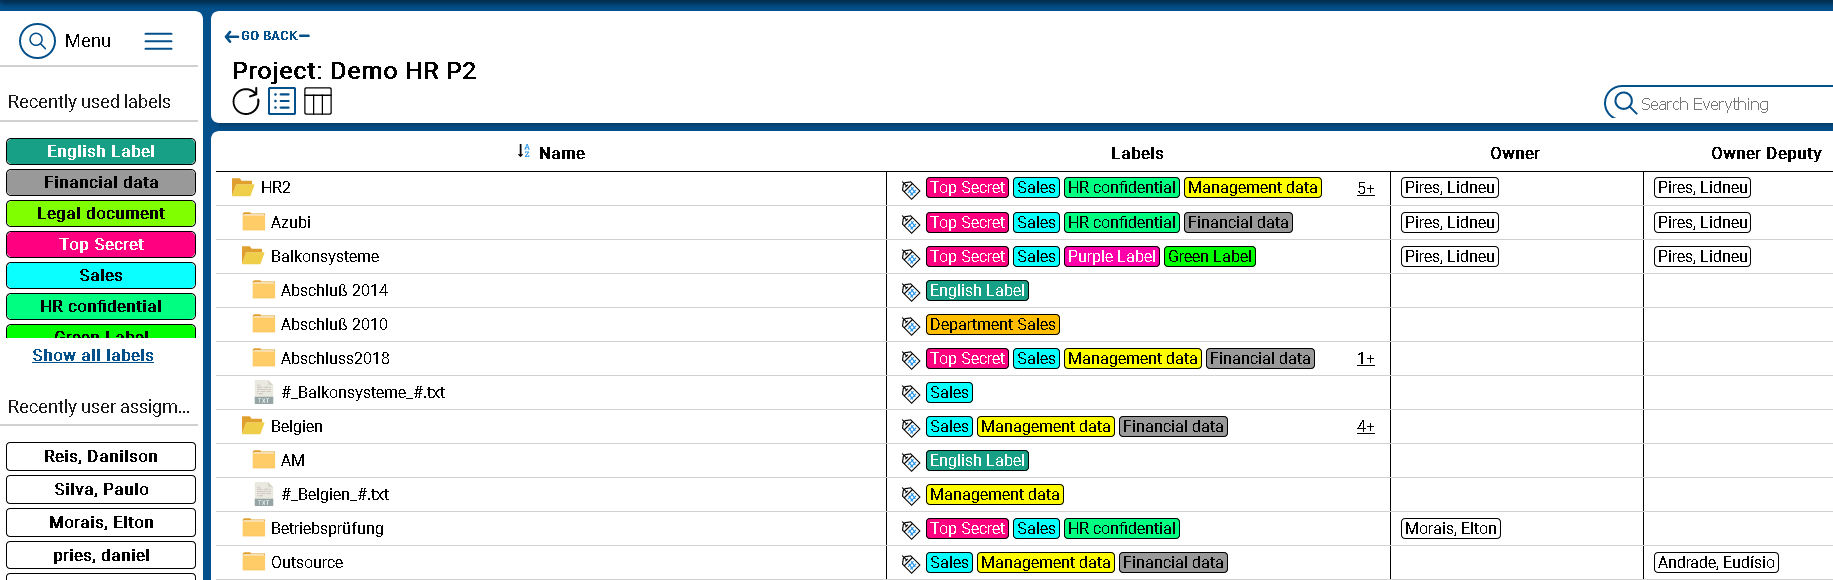 Menu
Recently used labels
English Label
Financial data
Legal document
Top Secret
Sales
HR confidential
Green Label
Show all labels
Recently user assigm...
Reis, Danilson
Silva, Paulo
Morais, Elton
pries, daniel
GO BACK
Project: Demo HR P2
Search Everything
Name Labels Owner Owner Deputy
HR2 Top Secret Sales HR confidential Management data 5+ Pires, Lidneu Pires, Lidneu
Azubi Top Secret Sales HR confidential Financial data Pires, Lidneu Pires, Lidneu
Balkonsysteme Top Secret Sales Purple Label Green Label Pires, Lidneu Pires, Lidneu
Abschluß 2014 English Label
Abschluß 2010 Department Sales
Abschluss2018 Top Secret Sales Management data Financial data 1+
#_Balkonsysteme_#.txt Sales
Belgien Sales Management data Financial data 4+
AM English Label
#_Belgien_#.txt Management data
Betriebsprüfung Top Secret Sales HR confidential Morais, Elton
Outsource Sales Management data Financial data Andrade, Eudísio